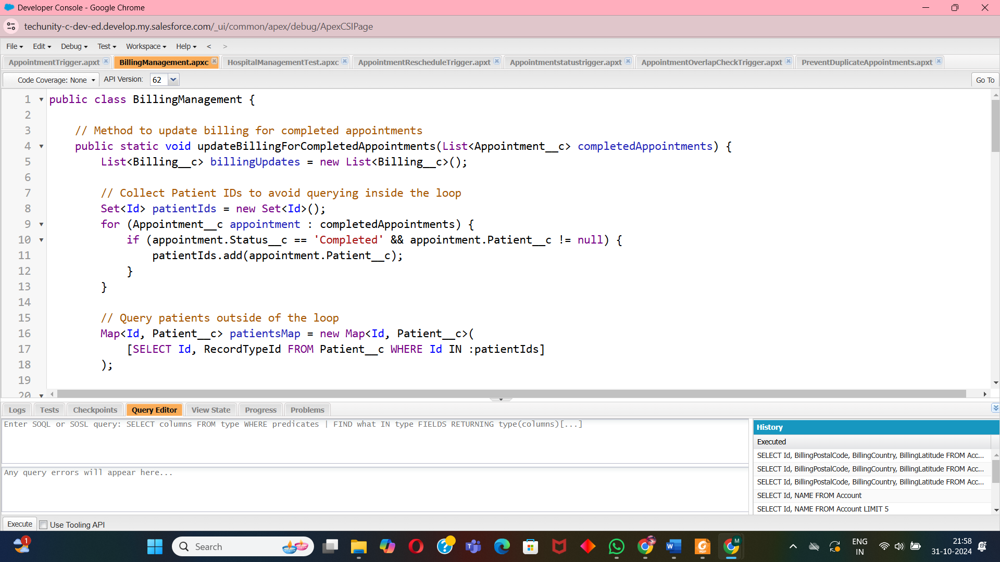 Developer Console - Google Chrome
techunity-c-dev-ed.develop.my.salesforce.com/_ui/common/apex/debug/ApexCSIPage
File Edit Debug Test Workspace Help < >
AppointmentTrigger.apxt BillingManagement.apxc HospitalManagementTest.apxc AppointmentRescheduleTrigger.apxt Appointmentstatustrigger.apxt AppointmentOverlapCheckTrigger.apxt PreventDuplicateAppointments.apxt
Code Coverage: None API Version: 62 Go To
1 public class BillingManagement {
2
3 // Method to update billing for completed appointments
4 public static void updateBillingForCompletedAppointments(List<Appointment__c> completedAppointments) {
5 List<Billing__c> billingUpdates = new List<Billing__c>();
6
7 // Collect Patient IDs to avoid querying inside the loop
8 Set<Id> patientIds = new Set<Id>();
9 for (Appointment__c appointment : completedAppointments) {
10 if (appointment.Status__c == 'Completed' && appointment.Patient__c != null) {
11 patientIds.add(appointment.Patient__c);
12 }
13 }
14
15 // Query patients outside of the loop
16 Map<Id, Patient__c> patientsMap = new Map<Id, Patient__c>(
17 [SELECT Id, RecordTypeId FROM Patient__c WHERE Id IN :patientIds]
18 );
19
20
Logs Tests Checkpoints Query Editor View State Progress Problems
Enter SOQL or SOSL query: SELECT columns FROM type WHERE predicates | FIND what IN type FIELDS RETURNING type(columns)[...]
Any query errors will appear here...
History
Executed
SELECT Id, BillingPostalCode, BillingCountry, BillingLatitude FROM Acc...
SELECT Id, BillingPostalCode, BillingCountry, BillingLatitude FROM Acc...
SELECT Id, BillingPostalCode, BillingCountry, BillingLatitude FROM Acc...
SELECT Id, NAME FROM Account
SELECT Id, NAME FROM Account LIMIT 5
Execute Use Tooling API
1
Search
M
ENG
IN
21:58
31-10-2024